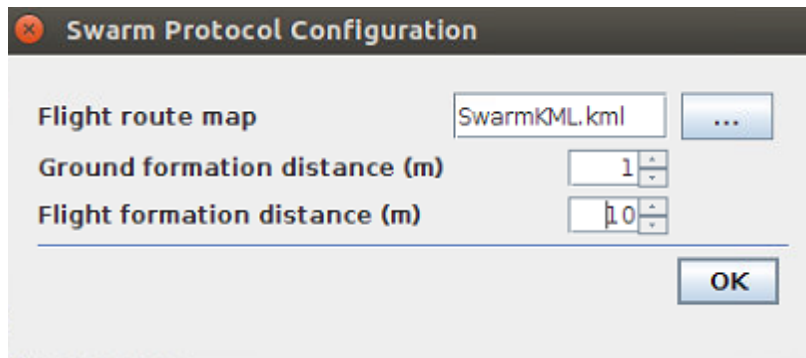 Swarm Protocol Configuration
Flight route map SwarmKML.kml ...
Ground formation distance (m) 1
Flight formation distance (m) 10
OK